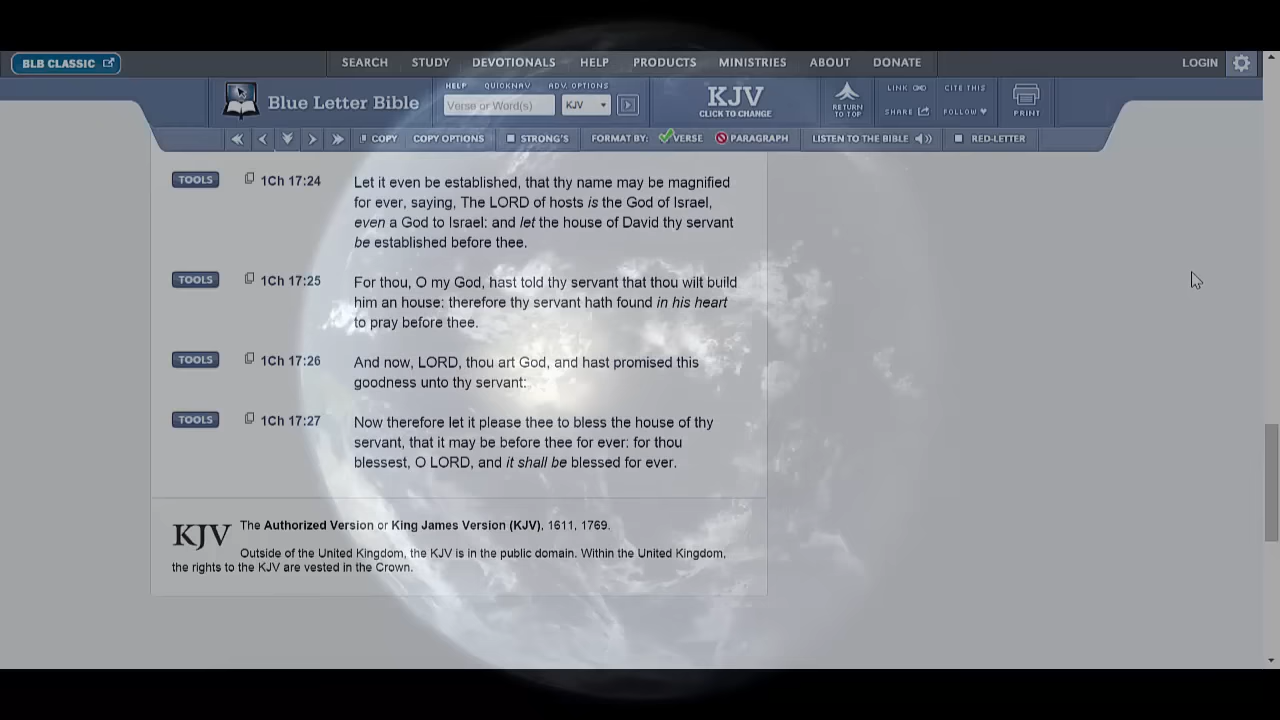 BLB CLASSIC
SEARCH STUDY DEVOTIONALS HELP PRODUCTS MINISTRIES ABOUT DONATE
LOGIN
Blue Letter Bible
HELP QUICKNAV ADV. OPTIONS
Verse or Word(s) KJV
KJV
CLICK TO CHANGE
RETURN
TO TOP
LINK CITE THIS
SHARE FOLLOW
PRINT
COPY COPY OPTIONS STRONG'S FORMAT BY: VERSE PARAGRAPH LISTEN TO THE BIBLE RED-LETTER
TOOLS 1Ch 17:24 Let it even be established, that thy name may be magnified
for ever, saying, The LORD of hosts is the God of Israel,
even a God to Israel: and let the house of David thy servant
be established before thee.
TOOLS 1Ch 17:25 For thou, O my God, hast told thy servant that thou wilt build
him an house: therefore thy servant hath found in his heart
to pray before thee.
TOOLS 1Ch 17:26 And now, LORD, thou art God, and hast promised this
goodness unto thy servant:
TOOLS 1Ch 17:27 Now therefore let it please thee to bless the house of thy
servant, that it may be before thee for ever: for thou
blessest, O LORD, and it shall be blessed for ever.
KJV The Authorized Version or King James Version (KJV), 1611, 1769.
Outside of the United Kingdom, the KJV is in the public domain. Within the United Kingdom,
the rights to the KJV are vested in the Crown.